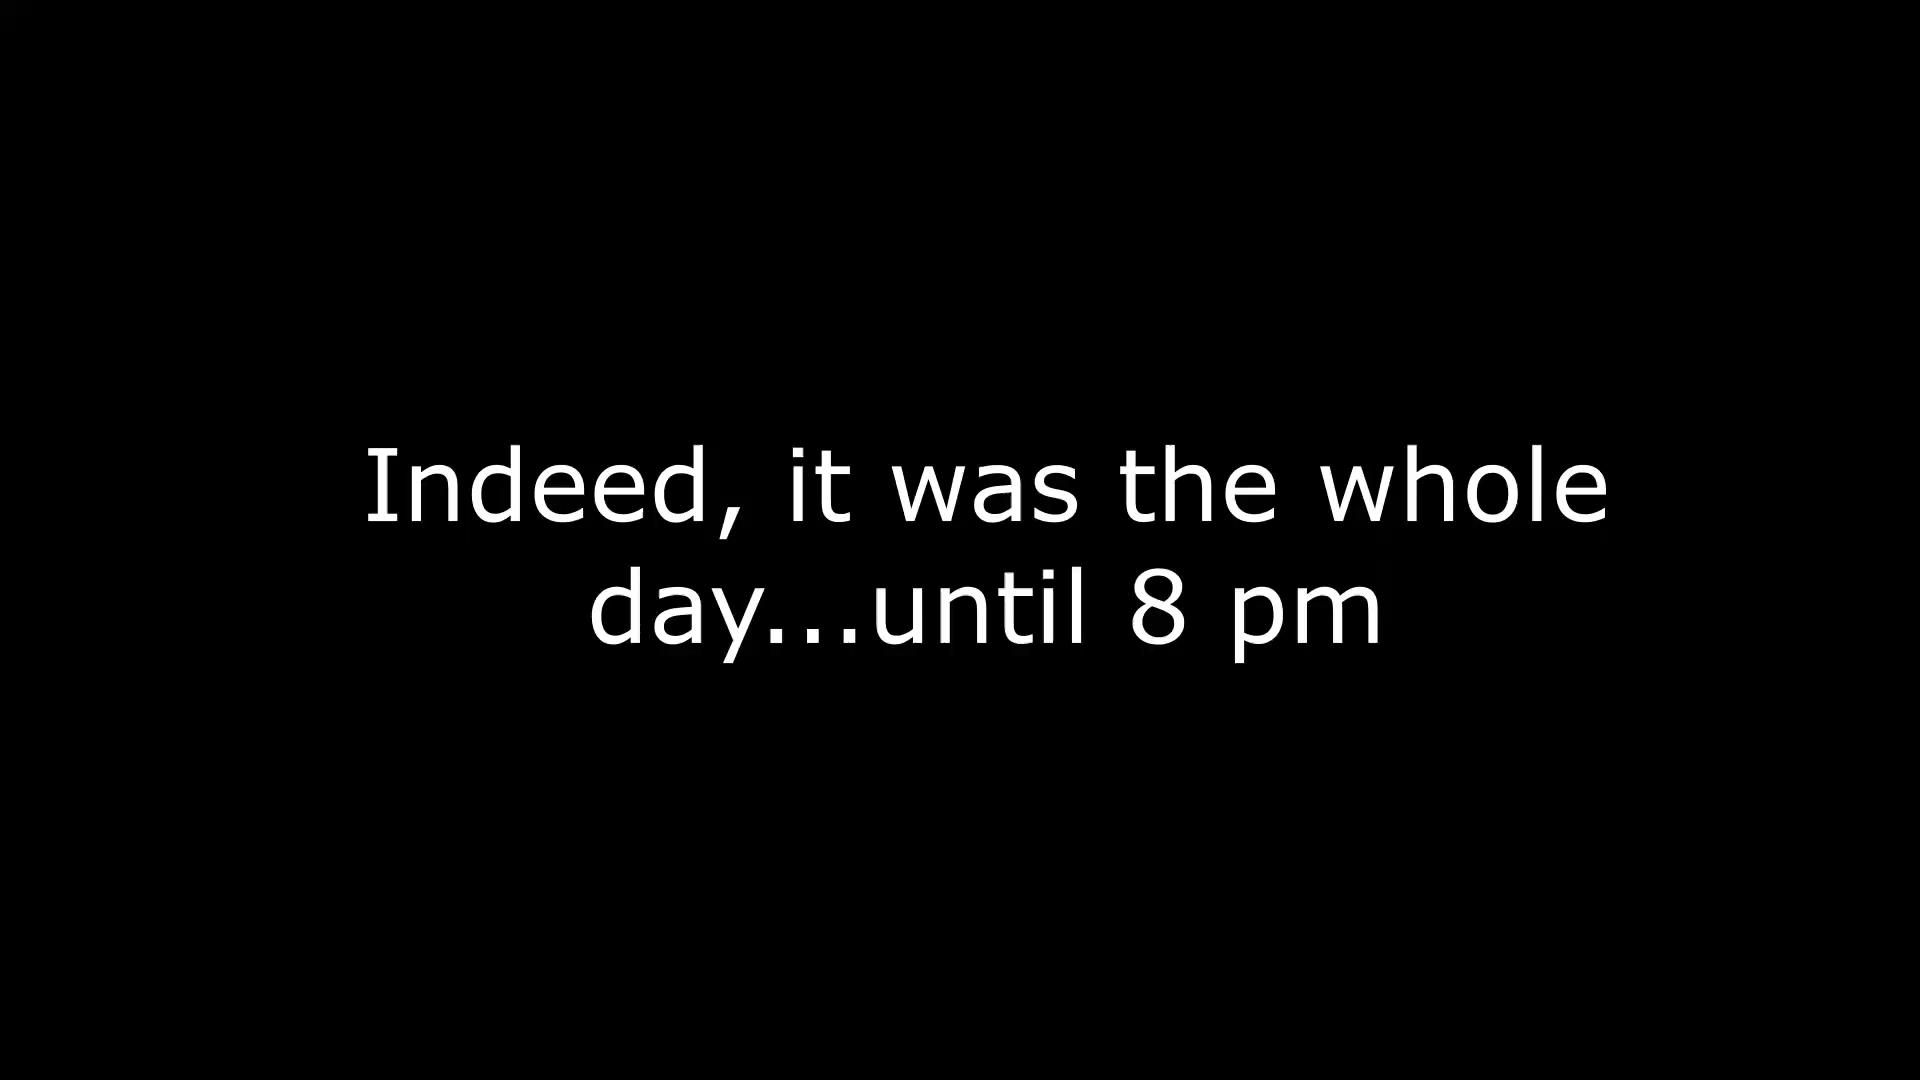 Indeed, it was the whole
day...until 8 pm